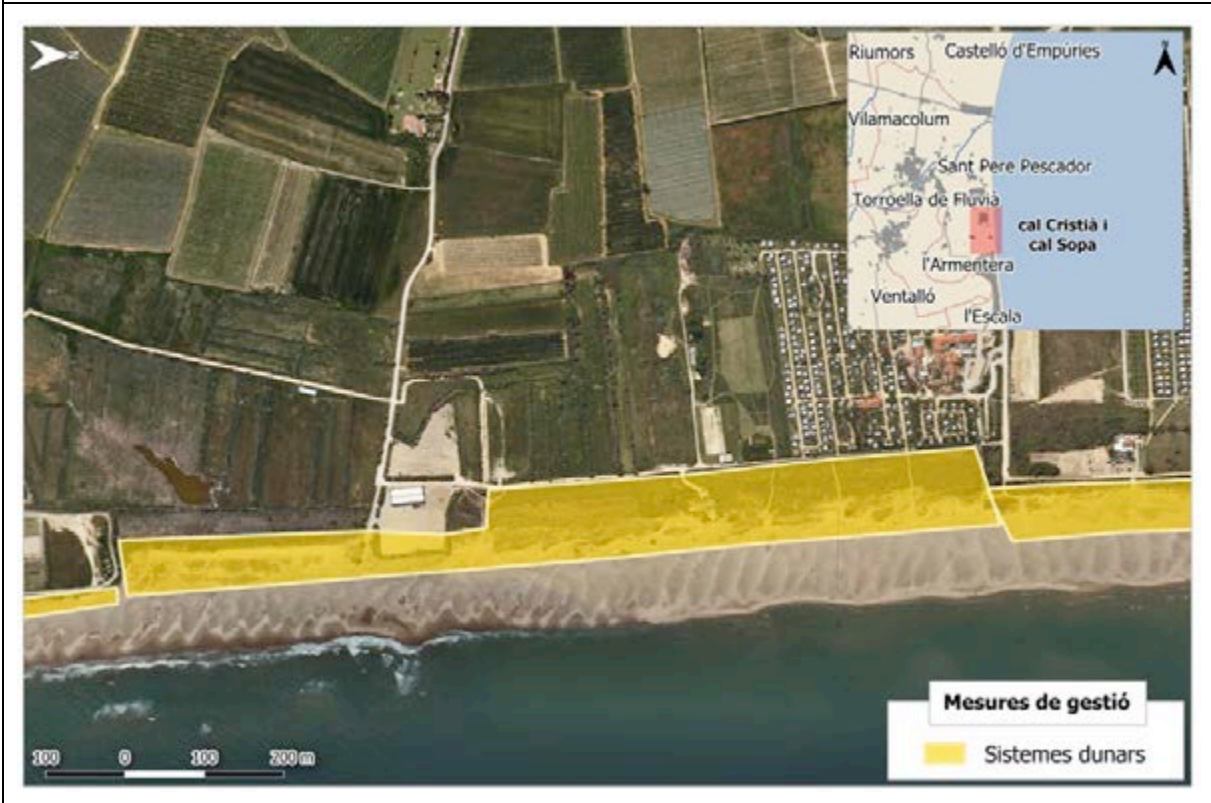 N
N
Riumors
Castelló d'Empúries
Vilamacolum
Sant Pere Pescador
Torroella de Fluvià
cal Cristià i
cal Sopa
l'Armentera
Ventalló
l'Escala
Mesures de gestió
Sistemes dunars
100 0 100 200 m